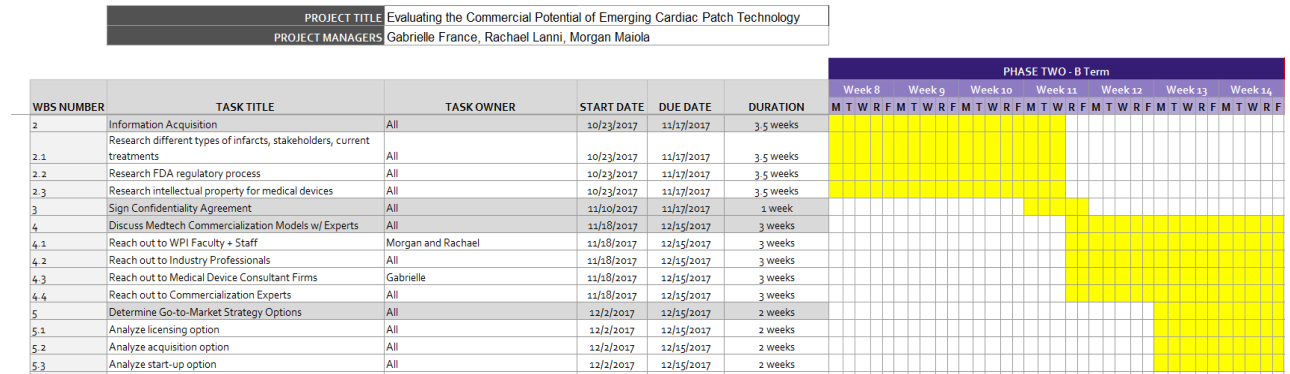 PROJECT TITLE Evaluating the Commercial Potential of Emerging Cardiac Patch Technology
PROJECT MANAGERS Gabrielle France, Rachael Lanni, Morgan Maiola
PHASE TWO - B Term
Week 8 Week 9 Week 10 Week 11 Week 12 Week 13 Week 14
WBS NUMBER TASK TITLE TASK OWNER START DATE DUE DATE DURATION M T W R F M T W R F M T W R F M T W R F M T W R F M T W R F M T W R F
2 Information Acquisition All 10/23/2017 11/17/2017 3.5 weeks
Research different types of infarcts, stakeholders, current
2.1 treatments All 10/23/2017 11/17/2017 3.5 weeks
2.2 Research FDA regulatory process All 10/23/2017 11/17/2017 3.5 weeks
2.3 Research intellectual property for medical devices All 10/23/2017 11/17/2017 3.5 weeks
3 Sign Confidentiality Agreement All 11/10/2017 11/17/2017 1 week
4 Discuss Medtech Commercialization Models w/ Experts All 11/18/2017 12/15/2017 3 weeks
4.1 Reach out to WPI Faculty + Staff Morgan and Rachael 11/18/2017 12/15/2017 3 weeks
4.2 Reach out to Industry Professionals All 11/18/2017 12/15/2017 3 weeks
4.3 Reach out to Medical Device Consultant Firms Gabrielle 11/18/2017 12/15/2017 3 weeks
4.4 Reach out to Commercialization Experts All 11/18/2017 12/15/2017 3 weeks
5 Determine Go-to-Market Strategy Options All 12/2/2017 12/15/2017 2 weeks
5.1 Analyze licensing option All 12/2/2017 12/15/2017 2 weeks
5.2 Analyze acquisition option All 12/2/2017 12/15/2017 2 weeks
5.3 Analyze start-up option All 12/2/2017 12/15/2017 2 weeks